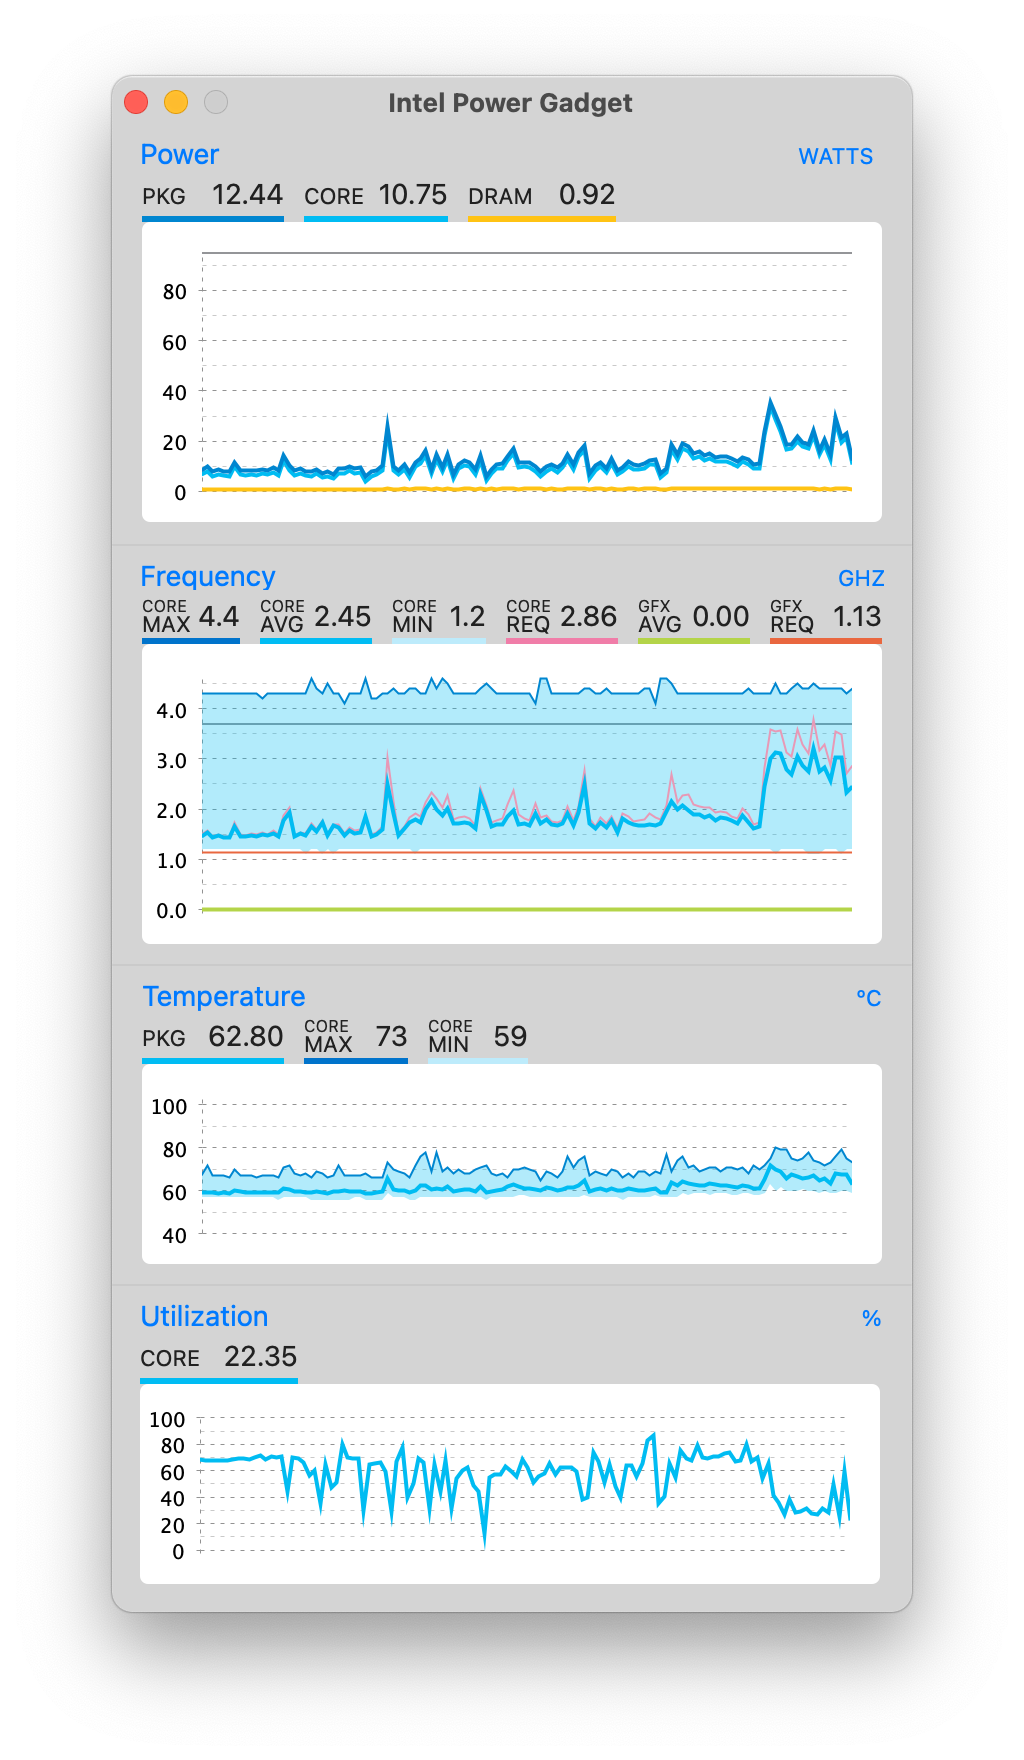 Intel Power Gadget
Power WATTS
PKG 12.44 CORE 10.75 DRAM 0.92
80
60
40
20
0
Frequency GHZ
CORE MAX 4.4 CORE AVG 2.45 CORE MIN 1.2 CORE REQ 2.86 GFX AVG 0.00 GFX REQ 1.13
4.0
3.0
2.0
1.0
0.0
Temperature °C
PKG 62.80 CORE MAX 73 CORE MIN 59
100
80
60
40
Utilization %
CORE 22.35
100
80
60
40
20
0